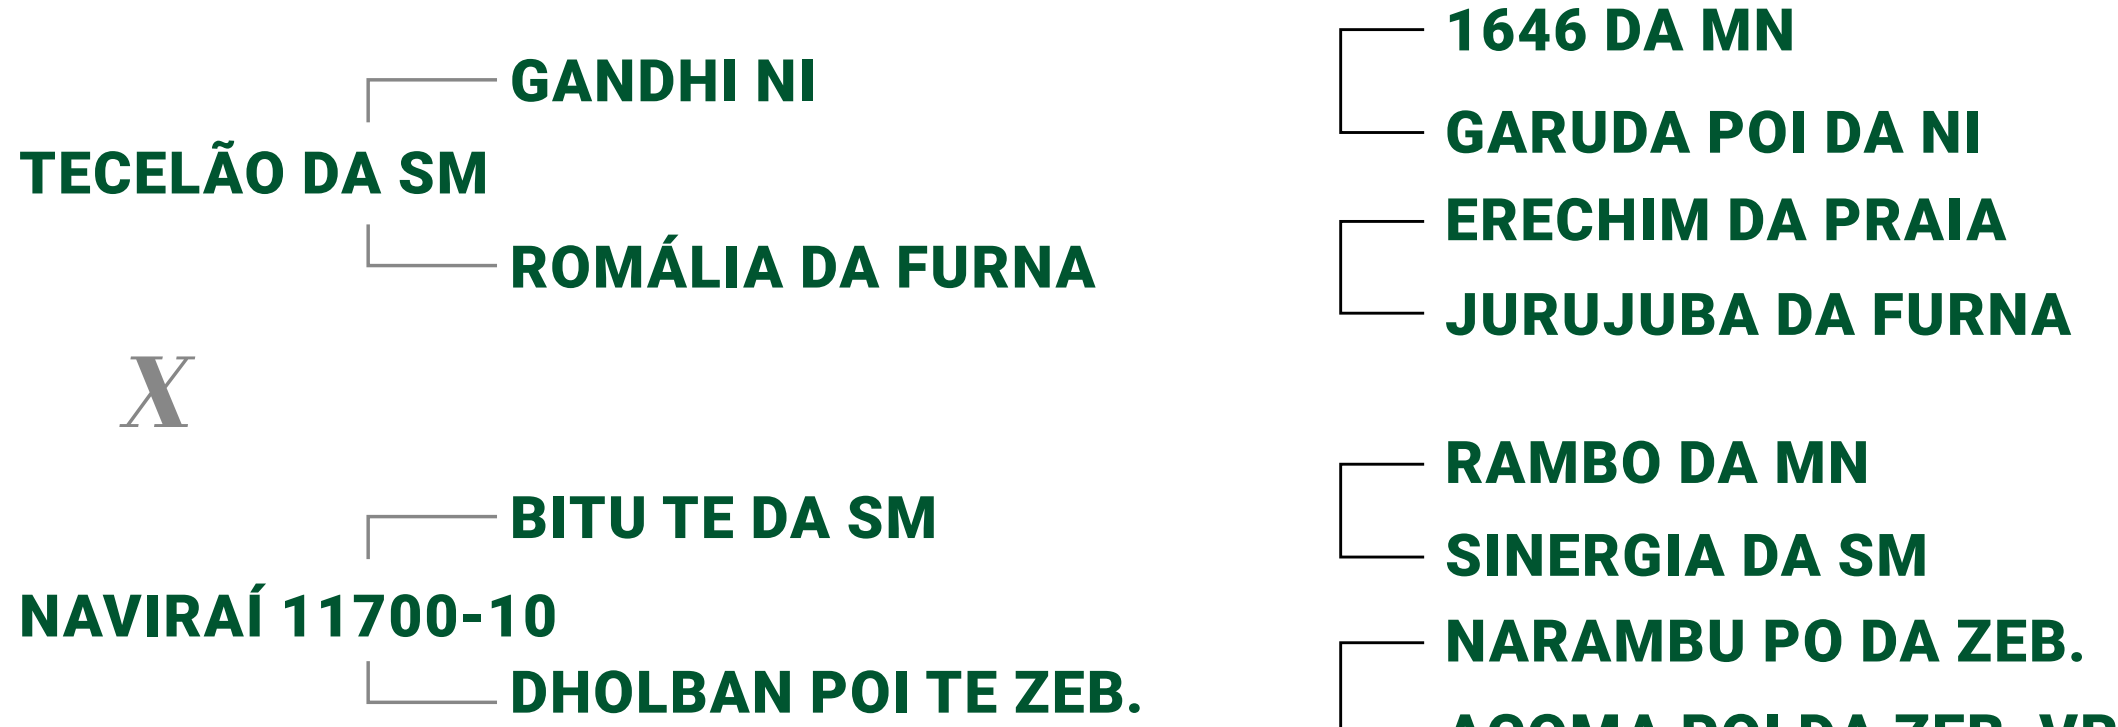 1646 DA MN
GANDHI NI
GARUDA POI DA NI
TECELÃO DA SM
ERECHIM DA PRAIA
ROMÁLIA DA FURNA
JURUJUBA DA FURNA
X
RAMBO DA MN
BITU TE DA SM
SINERGIA DA SM
NAVIRAÍ 11700-10
NARAMBU PO DA ZEB.
DHOLBAN POI TE ZEB.